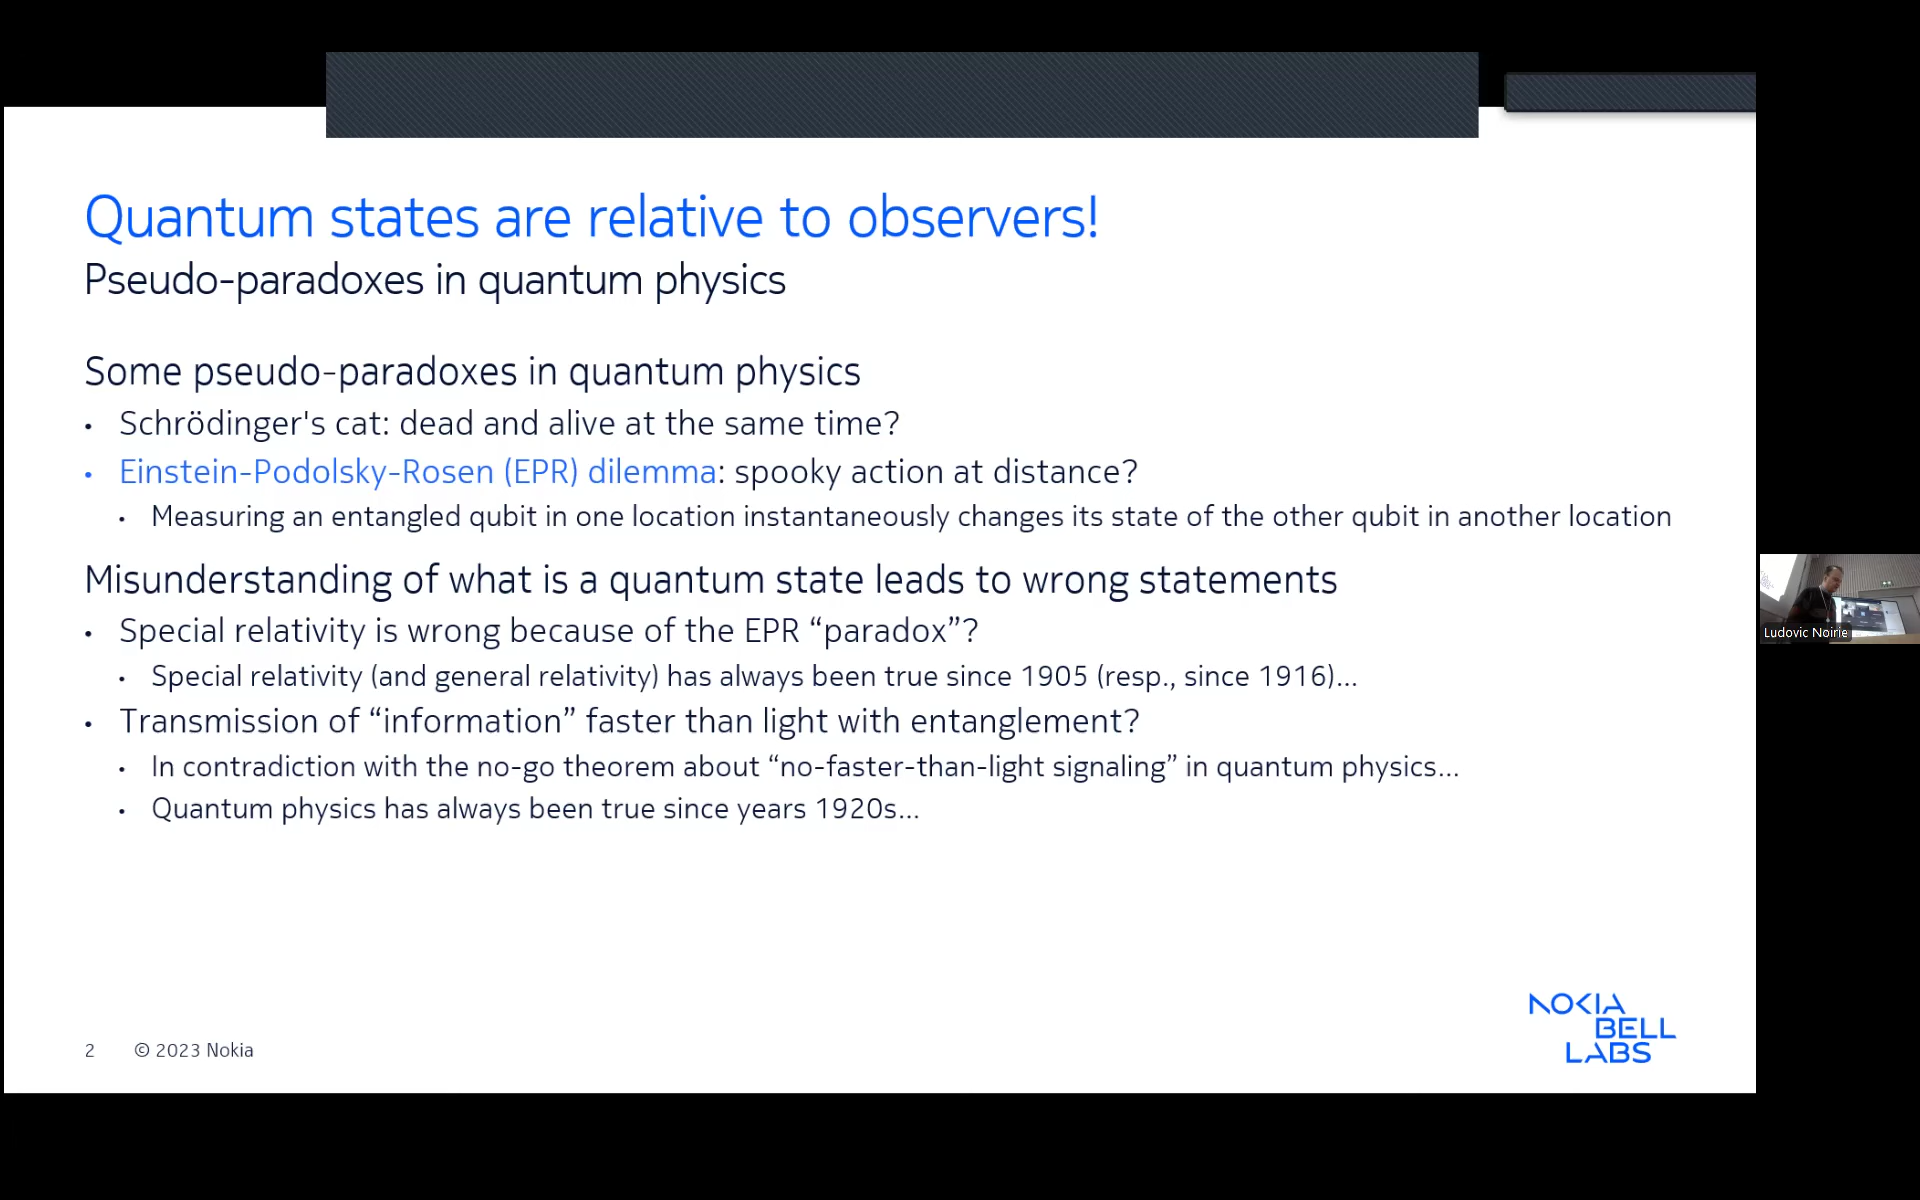 Quantum states are relative to observers!
Pseudo-paradoxes in quantum physics
Some pseudo-paradoxes in quantum physics
• Schrödinger's cat: dead and alive at the same time?
• Einstein-Podolsky-Rosen (EPR) dilemma: spooky action at distance?
• Measuring an entangled qubit in one location instantaneously changes its state of the other qubit in another location
Misunderstanding of what is a quantum state leads to wrong statements
• Special relativity is wrong because of the EPR “paradox”?
• Special relativity (and general relativity) has always been true since 1905 (resp., since 1916)...
• Transmission of “information” faster than light with entanglement?
• In contradiction with the no-go theorem about “no-faster-than-light signaling” in quantum physics...
• Quantum physics has always been true since years 1920s...
Ludovic Noirie
2 © 2023 Nokia
NOKIA
BELL
LABS